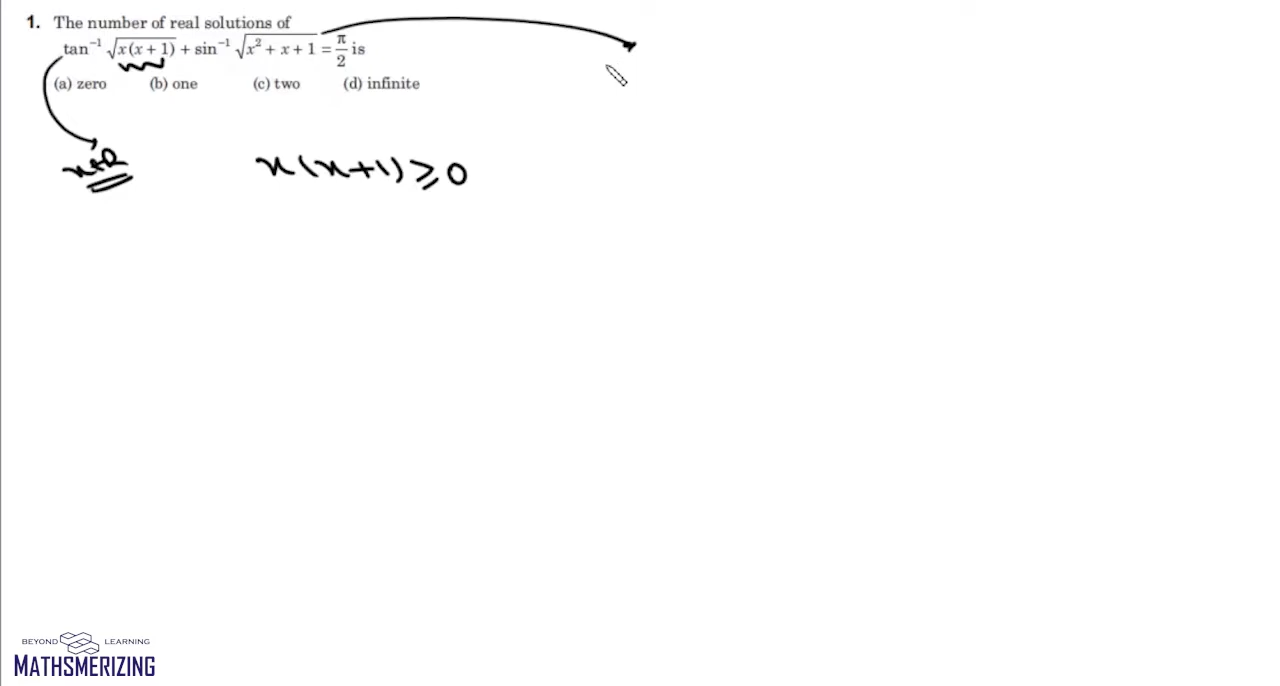 1. The number of real solutions of
tan⁻¹ √x(x + 1) + sin⁻¹ √x² + x + 1 = π/2 is
(a) zero (b) one (c) two (d) infinite
x(x+1) ≥ 0
BEYOND LEARNING
MATHSMERIZING